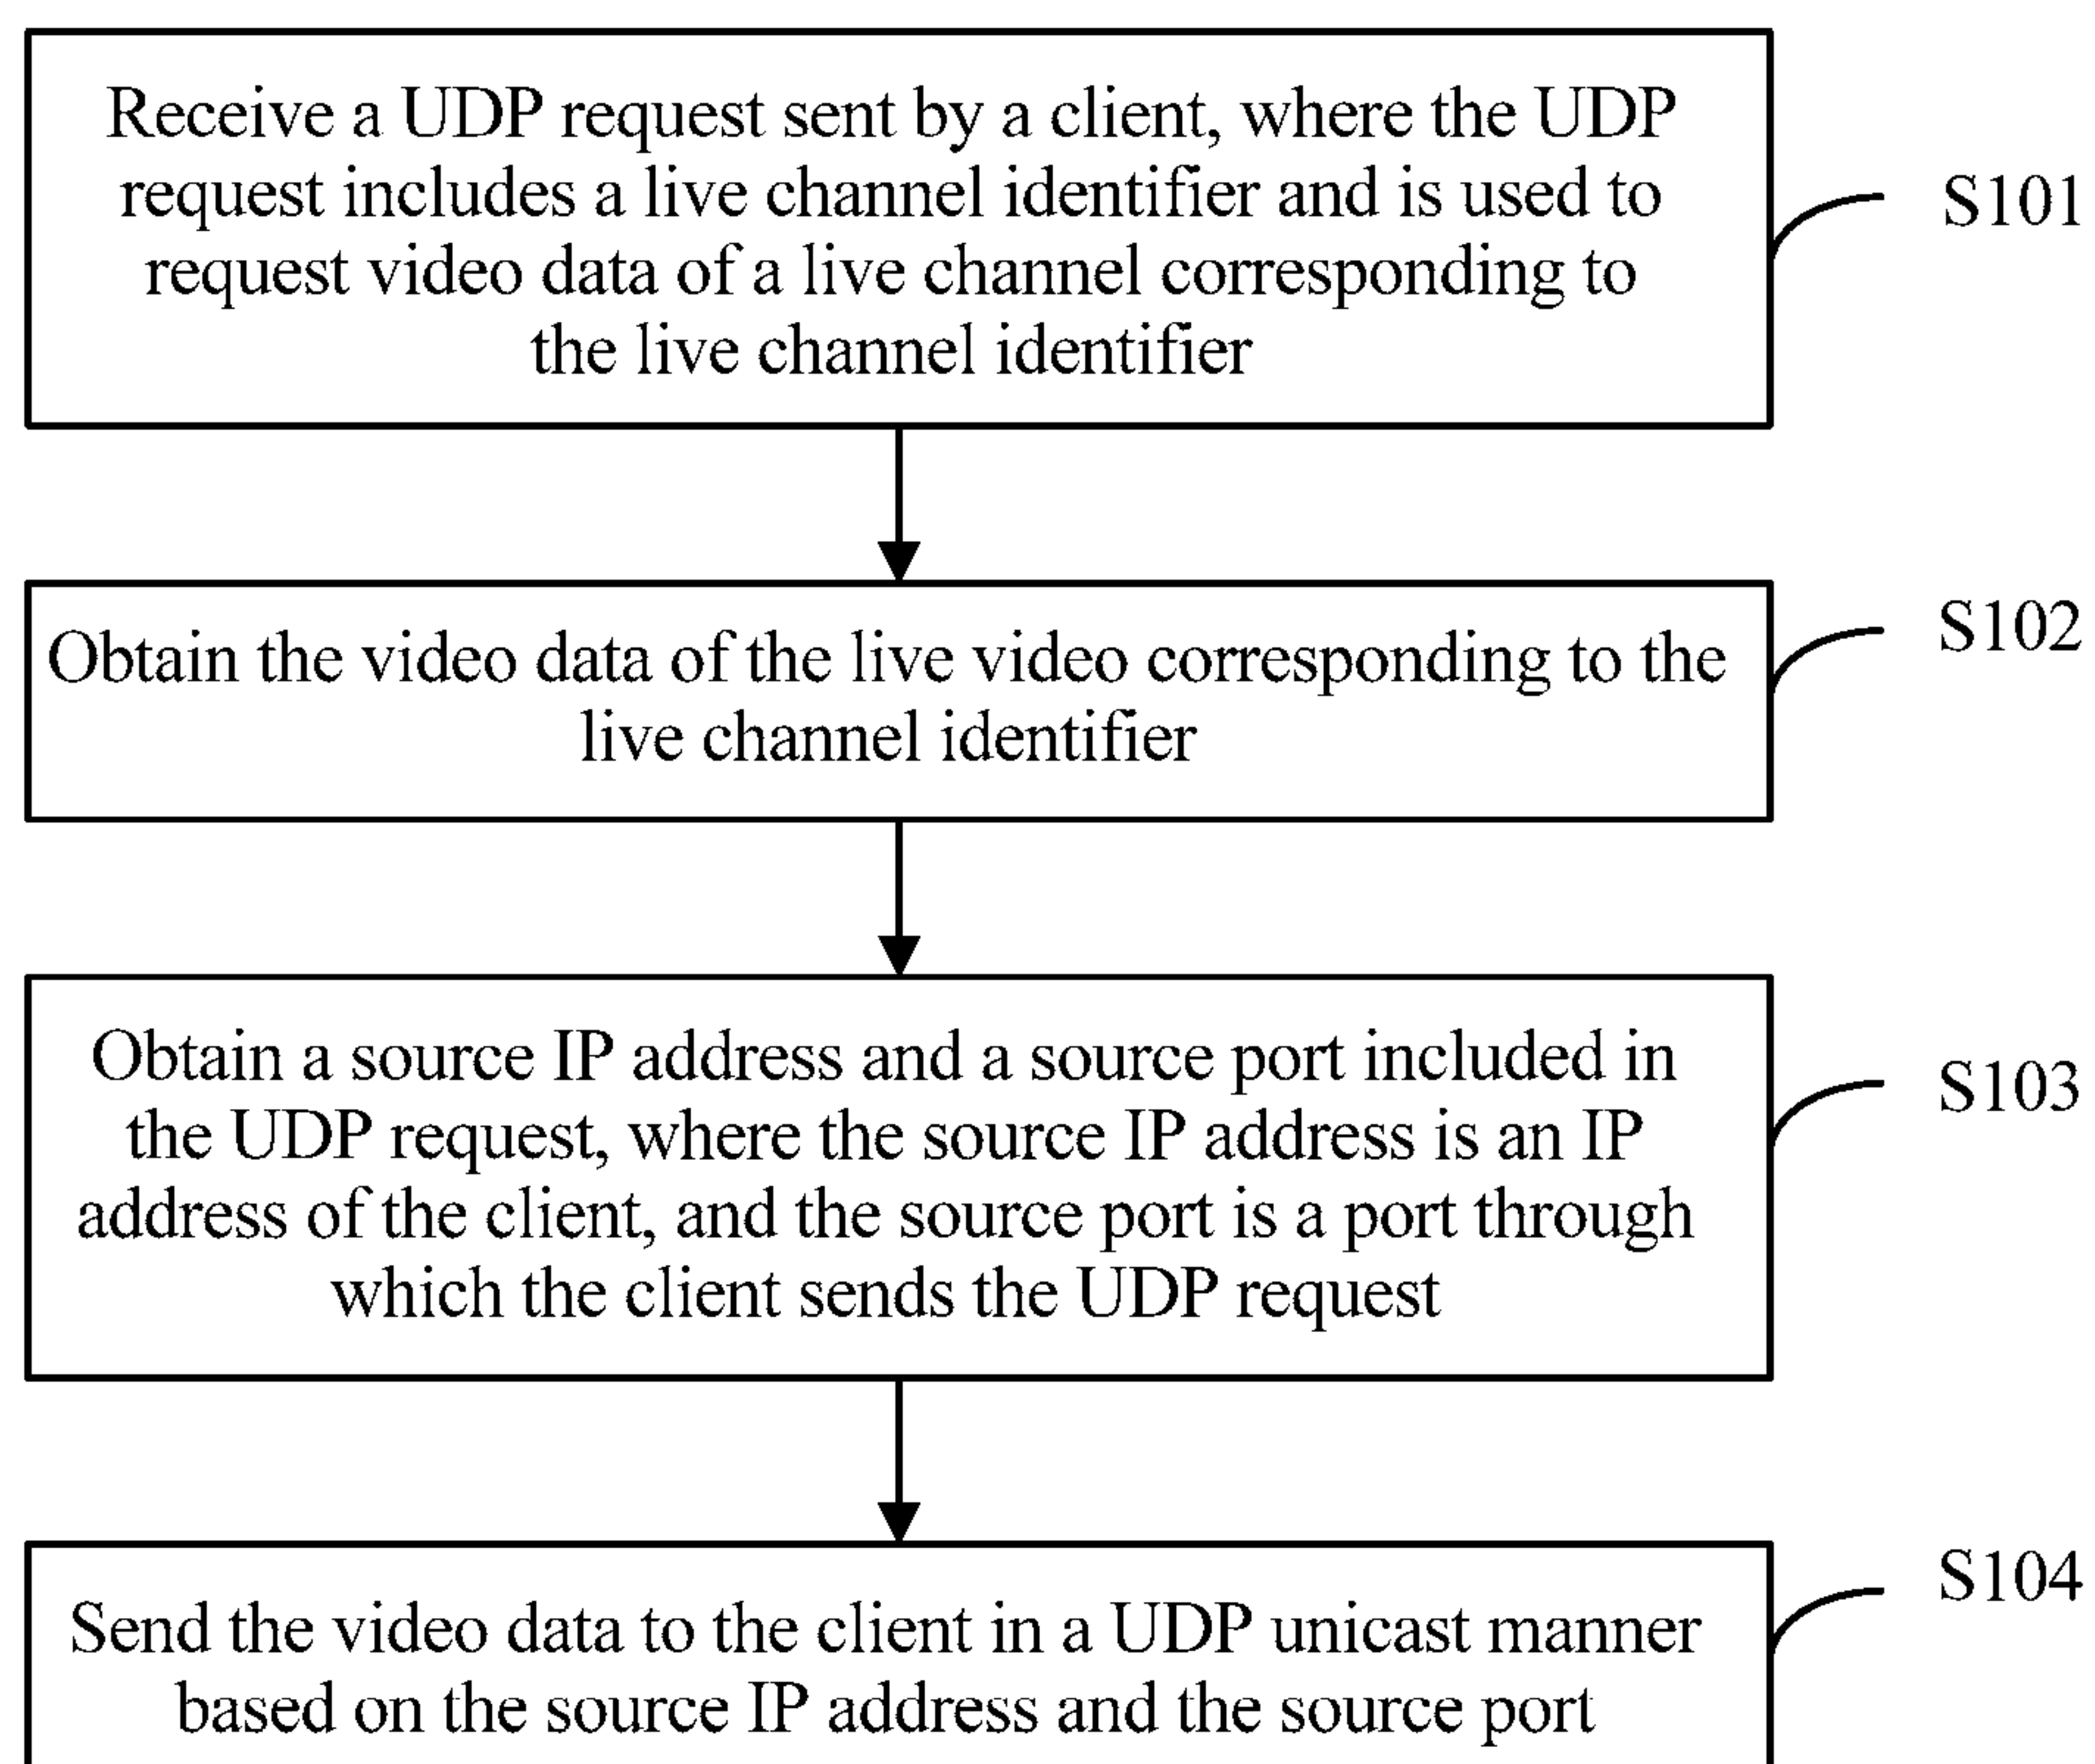 Receive a UDP request sent by a client, where the UDP
request includes a live channel identifier and is used to
request video data of a live channel corresponding to
the live channel identifier
S101
Obtain the video data of the live video corresponding to the
live channel identifier
S102
Obtain a source IP address and a source port included in
the UDP request, where the source IP address is an IP
address of the client, and the source port is a port through
which the client sends the UDP request
S103
Send the video data to the client in a UDP unicast manner
based on the source IP address and the source port
S104